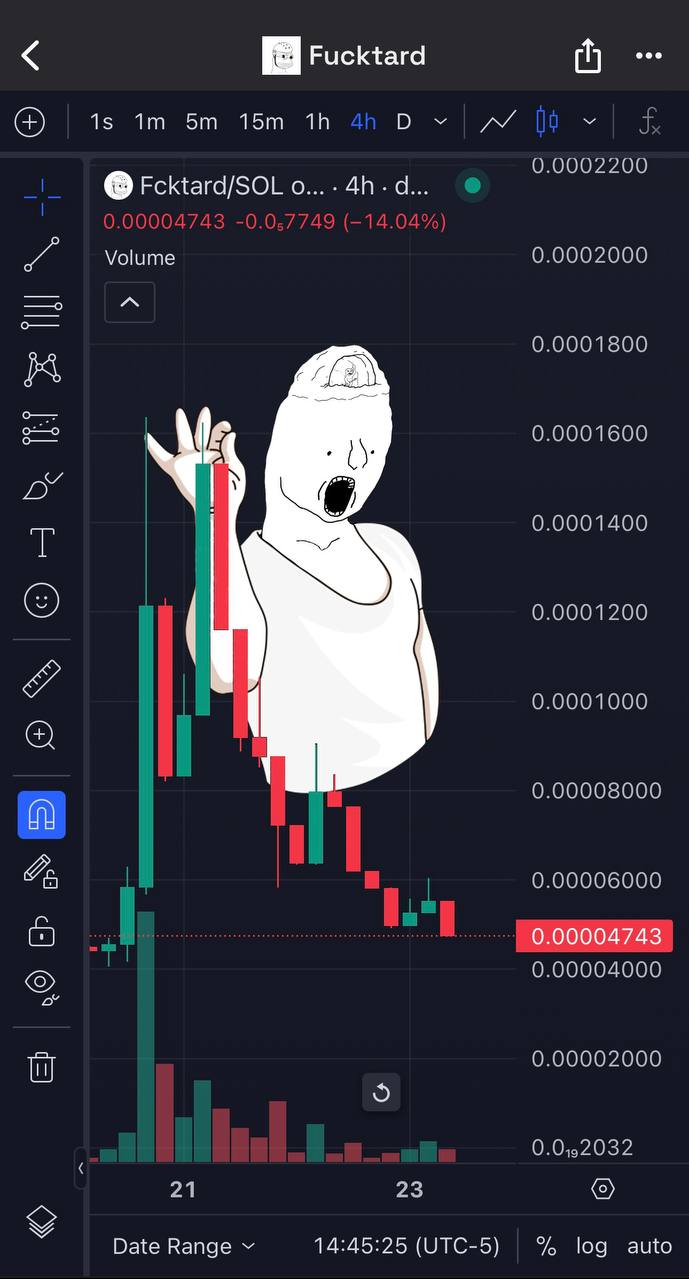 Fucktard
1s 1m 5m 15m 1h 4h D
Fcktard/SOL o... · 4h · d...
0.00004743 -0.0₅7749 (−14.04%)
Volume
0.0002200
0.0002000
0.0001800
0.0001600
0.0001400
0.0001200
0.0001000
0.00008000
0.00006000
0.00004743
0.00004000
0.00002000
0.0₁₉2032
21 23
Date Range 14:45:25 (UTC-5) % log auto